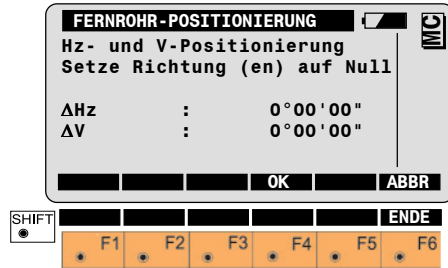 FERNROHR-POSITIONIERUNG MC
Hz- und V-Positionierung
Setze Richtung (en) auf Null
ΔHz : 0°00'00"
ΔV : 0°00'00"
OK ABBR
SHIFT ENDE
F1 F2 F3 F4 F5 F6